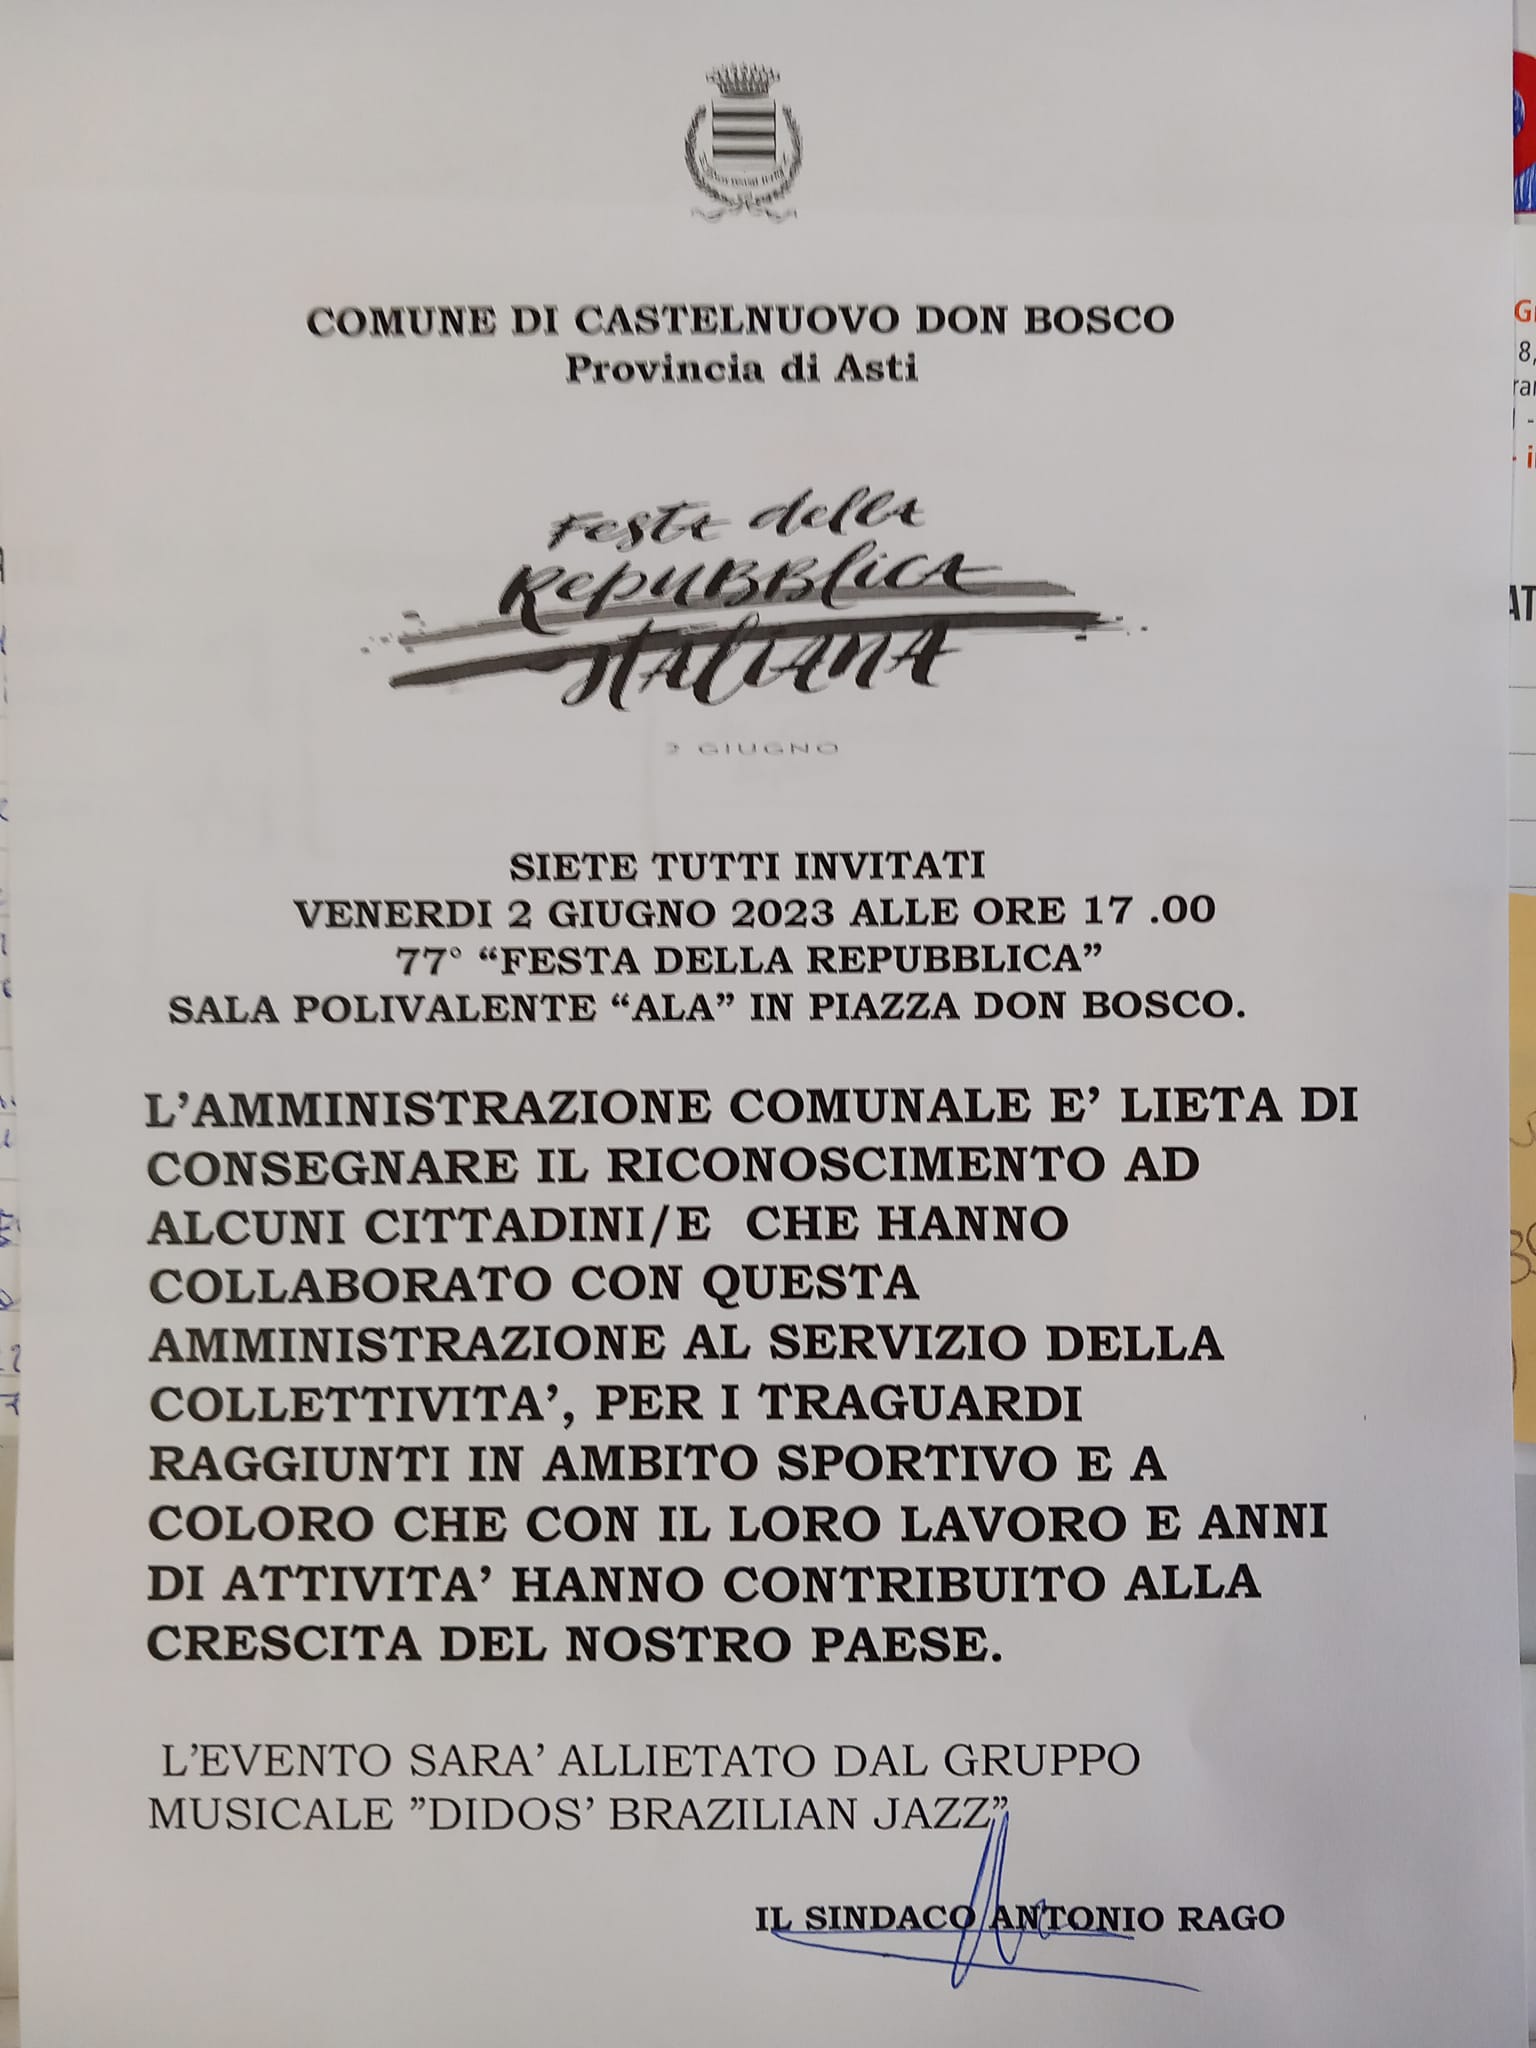 COMUNE DI CASTELNUOVO DON BOSCO
Provincia di Asti
Festa della
Repubblica
Italiana
2 GIUGNO
SIETE TUTTI INVITATI
VENERDI 2 GIUGNO 2023 ALLE ORE 17 .00
77° “FESTA DELLA REPUBBLICA”
SALA POLIVALENTE “ALA” IN PIAZZA DON BOSCO.
L’AMMINISTRAZIONE COMUNALE E’ LIETA DI
CONSEGNARE IL RICONOSCIMENTO AD
ALCUNI CITTADINI/E CHE HANNO
COLLABORATO CON QUESTA
AMMINISTRAZIONE AL SERVIZIO DELLA
COLLETTIVITA’, PER I TRAGUARDI
RAGGIUNTI IN AMBITO SPORTIVO E A
COLORO CHE CON IL LORO LAVORO E ANNI
DI ATTIVITA’ HANNO CONTRIBUITO ALLA
CRESCITA DEL NOSTRO PAESE.
L’EVENTO SARA’ ALLIETATO DAL GRUPPO
MUSICALE ”DIDOS’ BRAZILIAN JAZZ”
IL SINDACO ANTONIO RAGO